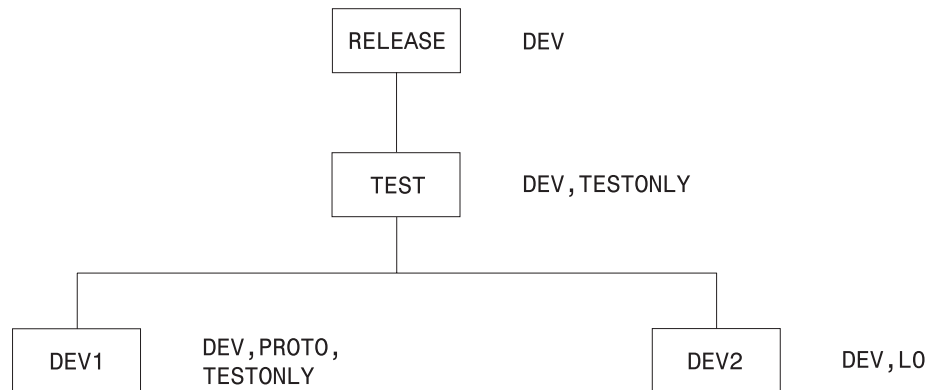 RELEASE
DEV
TEST
DEV,TESTONLY
DEV1
DEV,PROTO,
TESTONLY
DEV2
DEV,LO